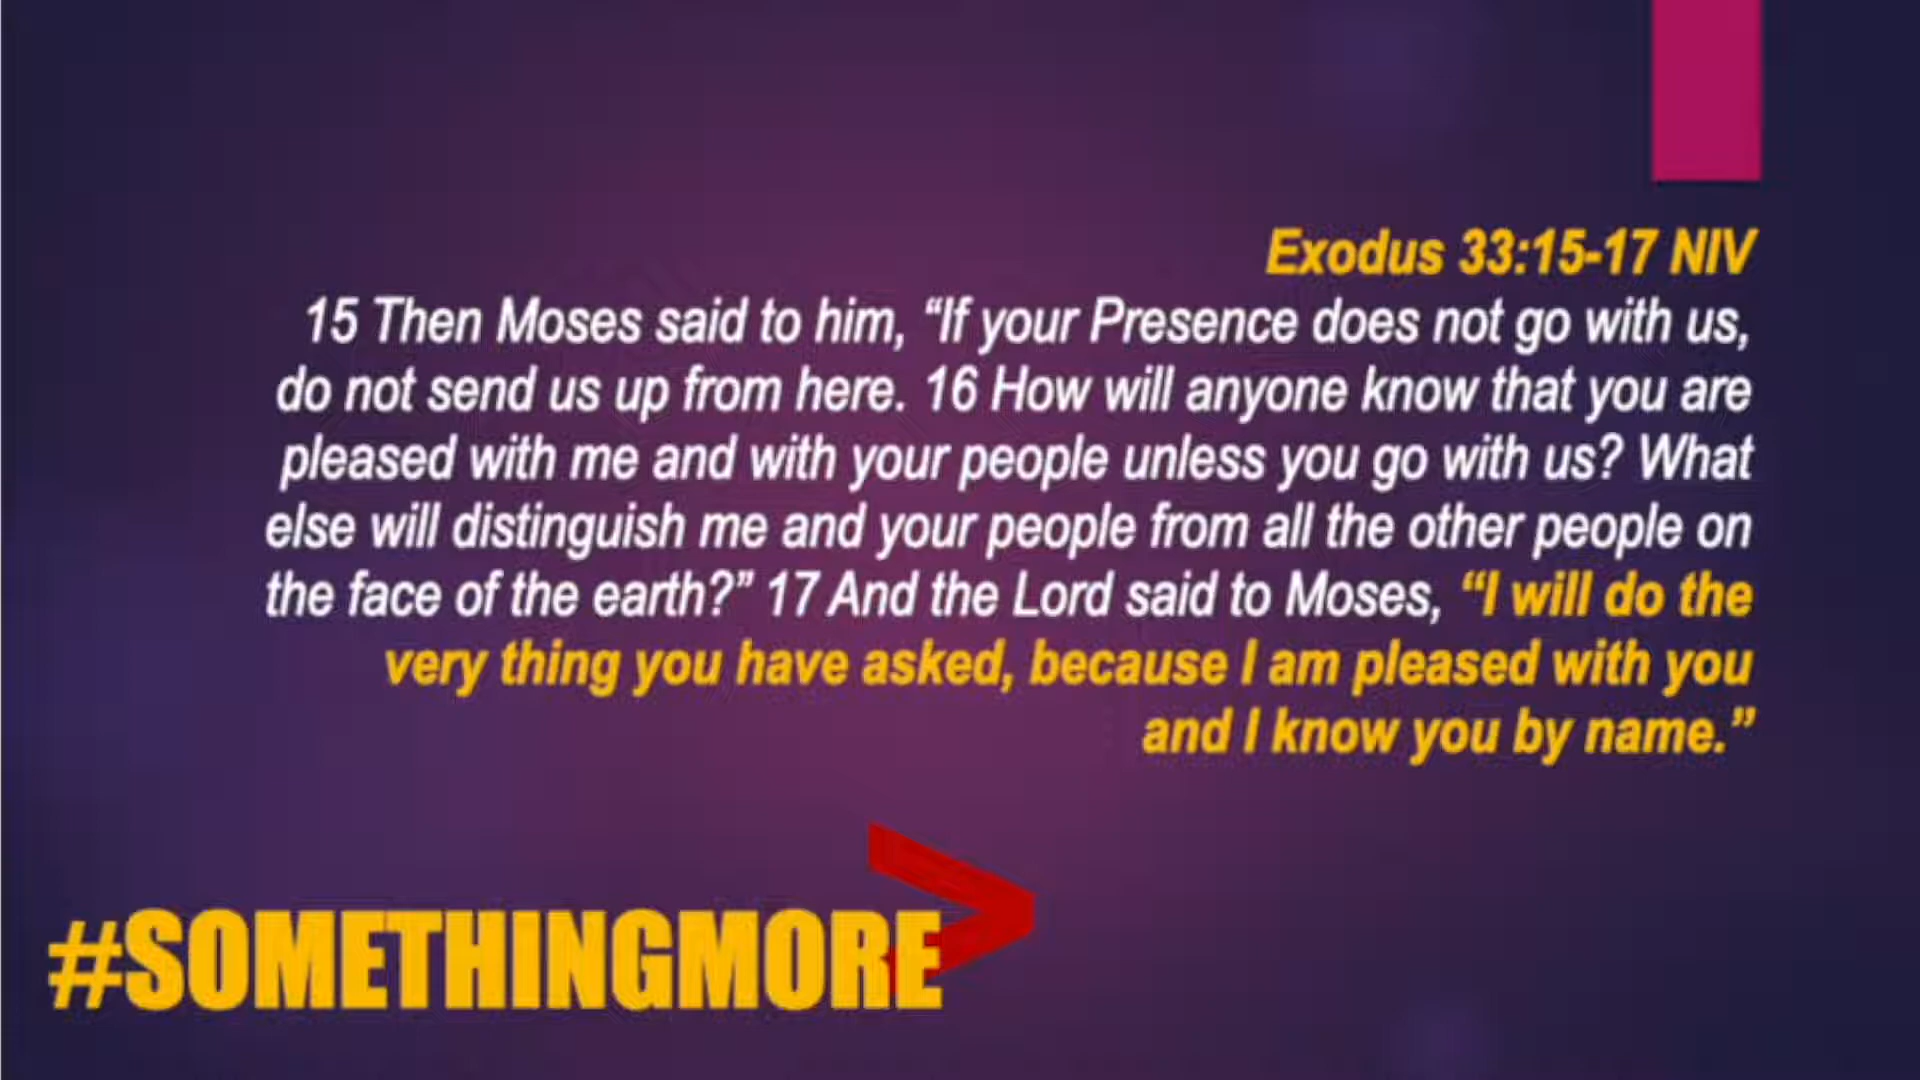 Exodus 33:15-17 NIV
15 Then Moses said to him, “If your Presence does not go with us,
do not send us up from here. 16 How will anyone know that you are
pleased with me and with your people unless you go with us? What
else will distinguish me and your people from all the other people on
the face of the earth?” 17 And the Lord said to Moses, “I will do the
very thing you have asked, because I am pleased with you
and I know you by name.”
#SOMETHINGMORE
>